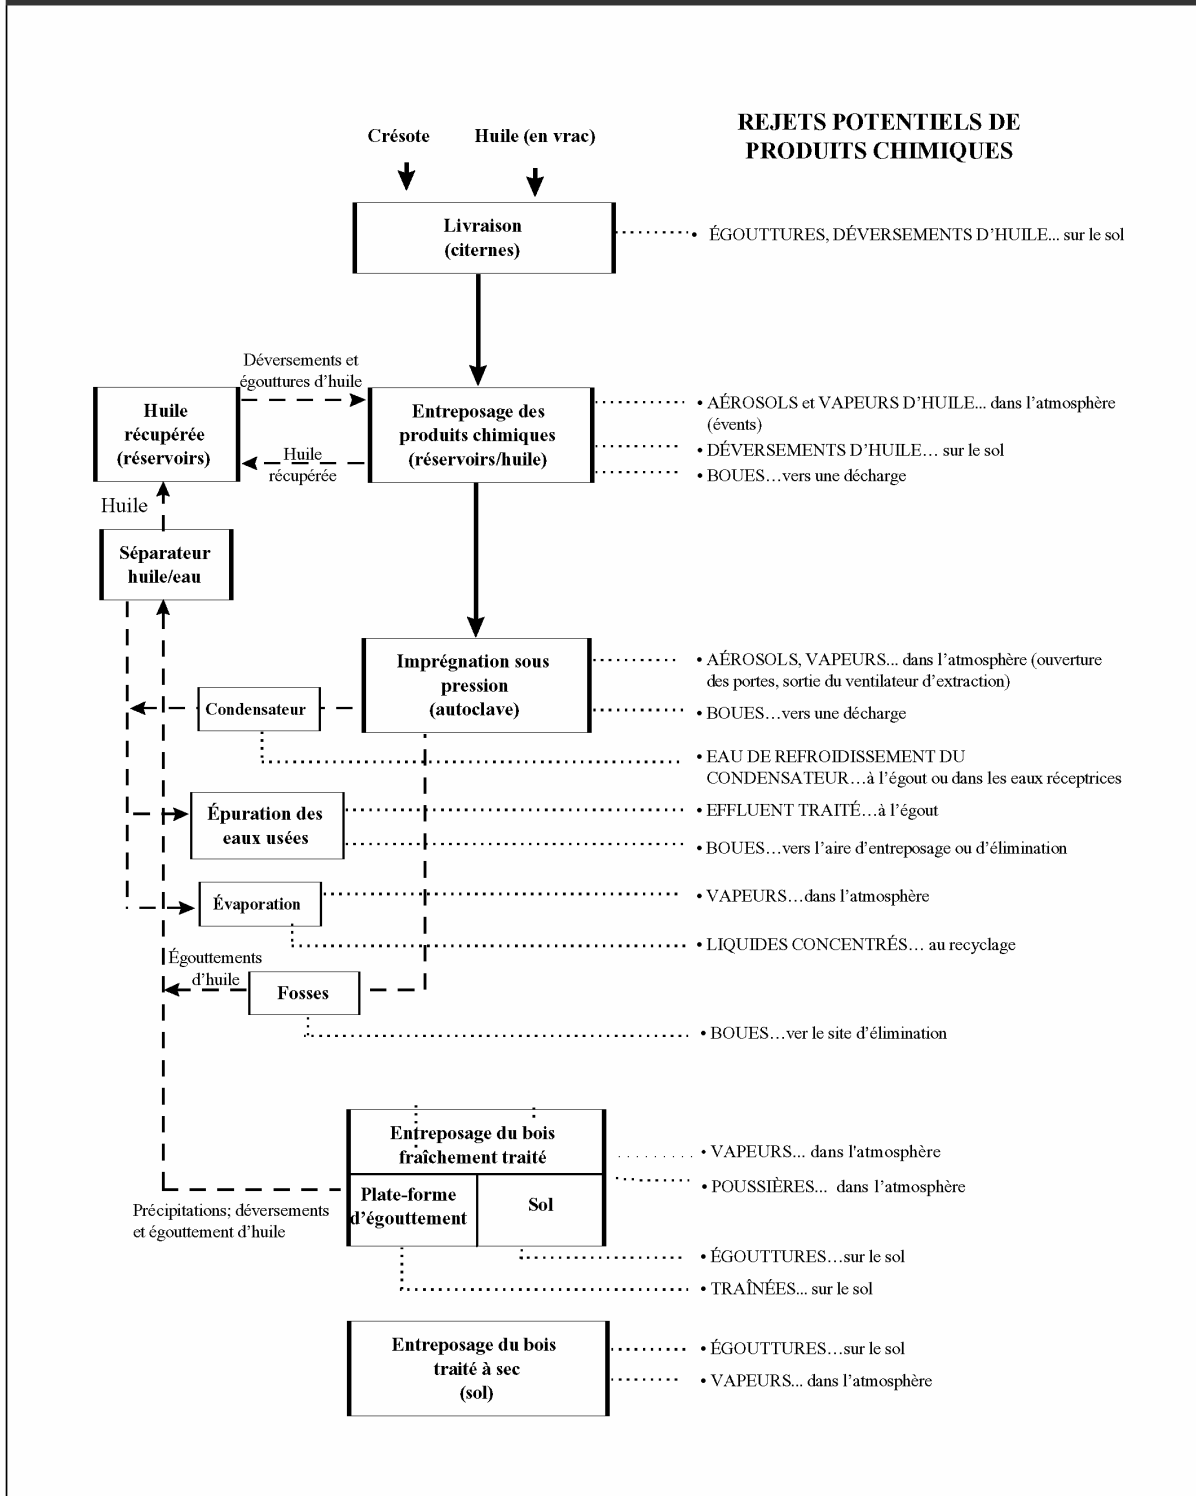 REJETS POTENTIELS DE
PRODUITS CHIMIQUES
Crésote
Huile (en vrac)
Livraison
(citernes)
• ÉGOUTTURES, DÉVERSEMENTS D’HUILE... sur le sol
Déversements et
égouttures d’huile
Huile
récupérée
(réservoirs)
Huile
récupérée
Entreposage des
produits chimiques
(réservoirs/huile)
• AÉROSOLS et VAPEURS D’HUILE... dans l’atmosphère
(évents)
• DÉVERSEMENTS D’HUILE… sur le sol
• BOUES…vers une décharge
Huile
Séparateur
huile/eau
Imprégnation sous
pression
(autoclave)
• AÉROSOLS, VAPEURS... dans l’atmosphère (ouverture
des portes, sortie du ventilateur d’extraction)
• BOUES…vers une décharge
Condensateur
• EAU DE REFROIDISSEMENT DU
CONDENSATEUR…à l’égout ou dans les eaux réceptrices
Épuration des
eaux usées
• EFFLUENT TRAITÉ…à l’égout
• BOUES…vers l’aire d’entreposage ou d’élimination
Évaporation
• VAPEURS…dans l’atmosphère
• LIQUIDES CONCENTRÉS… au recyclage
Égouttements
d’huile
Fosses
• BOUES…ver le site d’élimination
Entreposage du bois
fraîchement traité
• VAPEURS... dans l'atmosphère
• POUSSIÈRES... dans l’atmosphère
Plate-forme
d’égouttement
Sol
Précipitations; déversements
et égouttement d’huile
• ÉGOUTTURES…sur le sol
• TRAÎNÉES... sur le sol
Entreposage du bois
traité à sec
(sol)
• ÉGOUTTURES…sur le sol
• VAPEURS... dans l’atmosphère